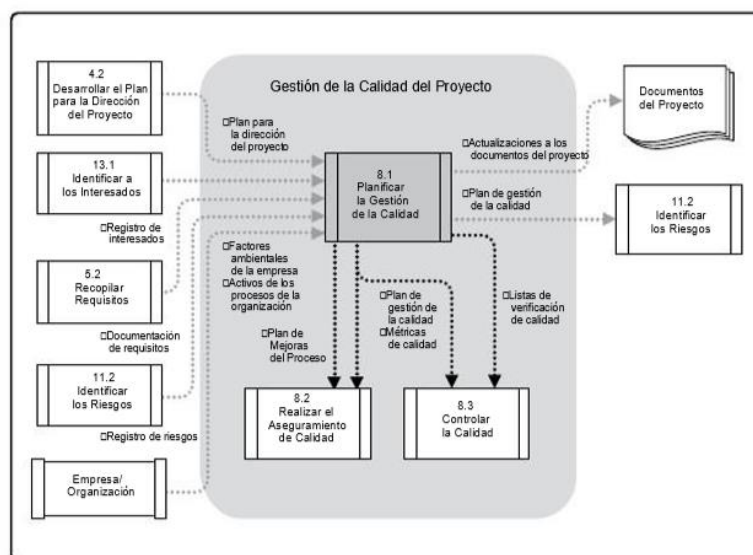 Gestión de la Calidad del Proyecto
4.2
Desarrollar el Plan
para la Dirección
del Proyecto
□Plan para
la dirección
del proyecto
13.1
Identificar a
los Interesados
□Registro de
interesados
5.2
Recopilar
Requisitos
□Documentación
de requisitos
11.2
Identificar
los Riesgos
□Registro de riesgos
Empresa/
Organización
□Factores
ambientales
de la empresa
□Activos de los
procesos de la
organización
8.1
Planificar
la Gestión
de la Calidad
□Actualizaciones a los
documentos del proyecto
□Plan de gestión
de la calidad
Documentos
del Proyecto
11.2
Identificar
los Riesgos
□Plan de
Mejoras
del Proceso
□Plan de
gestión de
la calidad
□Métricas
de calidad
□Listas de
verificación
de calidad
8.2
Realizar el
Aseguramiento
de Calidad
8.3
Controlar
la Calidad